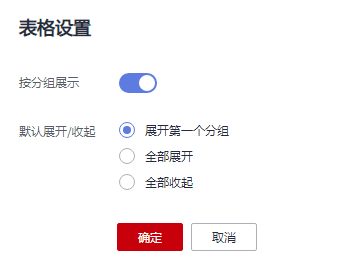 表格设置
按分组展示
默认展开/收起
展开第一个分组
全部展开
全部收起
确定 取消